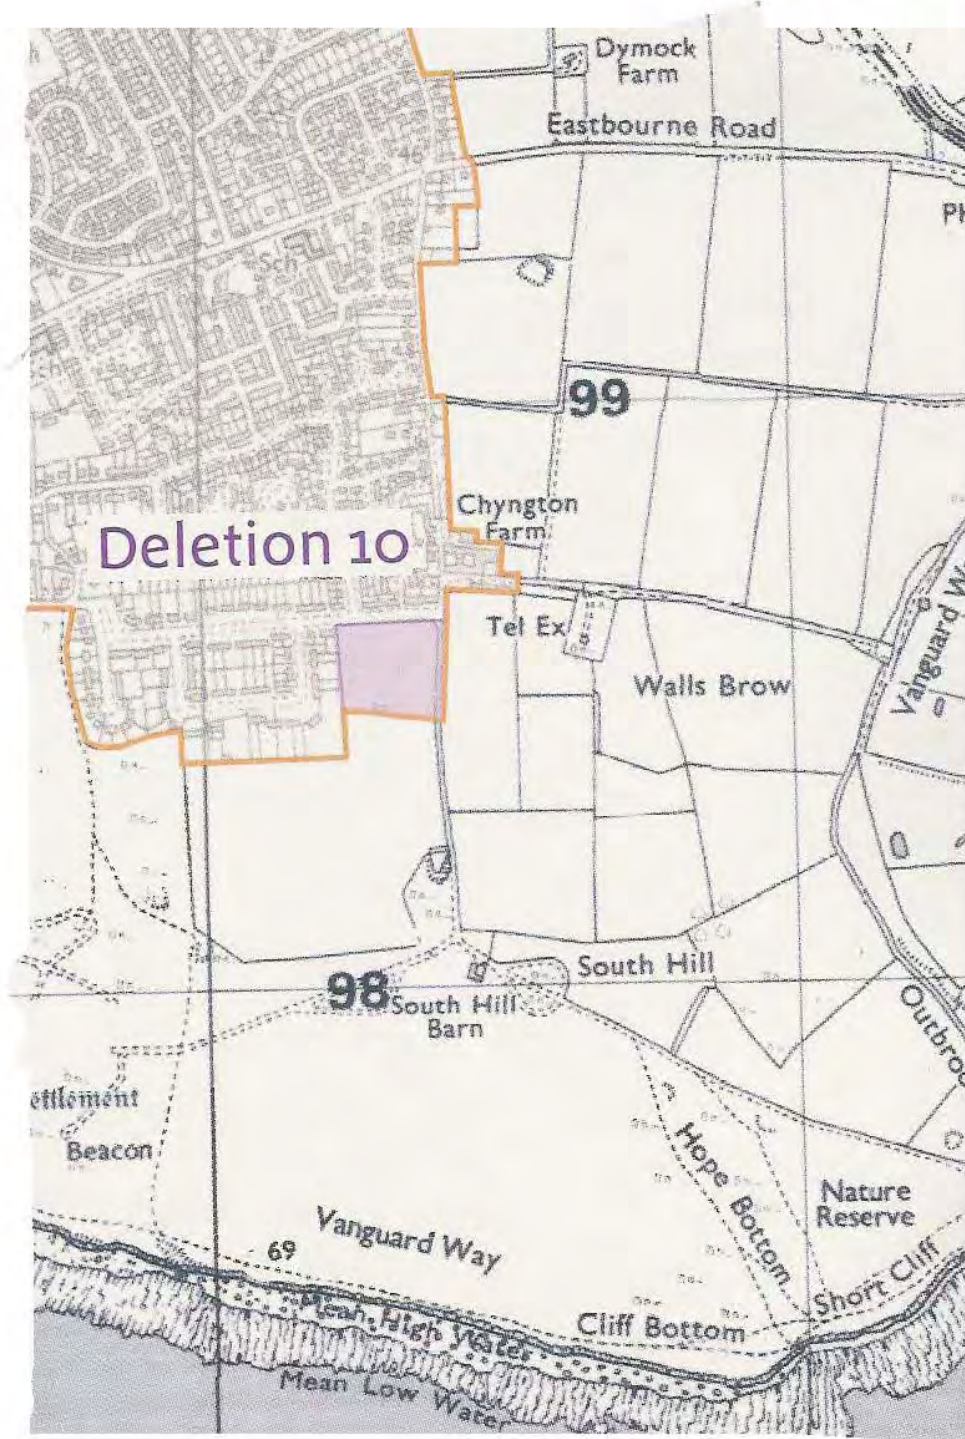 Dymock
Farm
Eastbourne Road
46
Sch
99
Chyngton
Farm
Deletion 10
Tel Ex
Walls Brow
Vanguard W
98
South Hill
South Hill
Barn
Outbroo
ettlement
Beacon
Hope Bottom
Nature
Reserve
Vanguard Way
69
Short Cliff
Cliff Bottom
Mean High Water
Mean Low Water